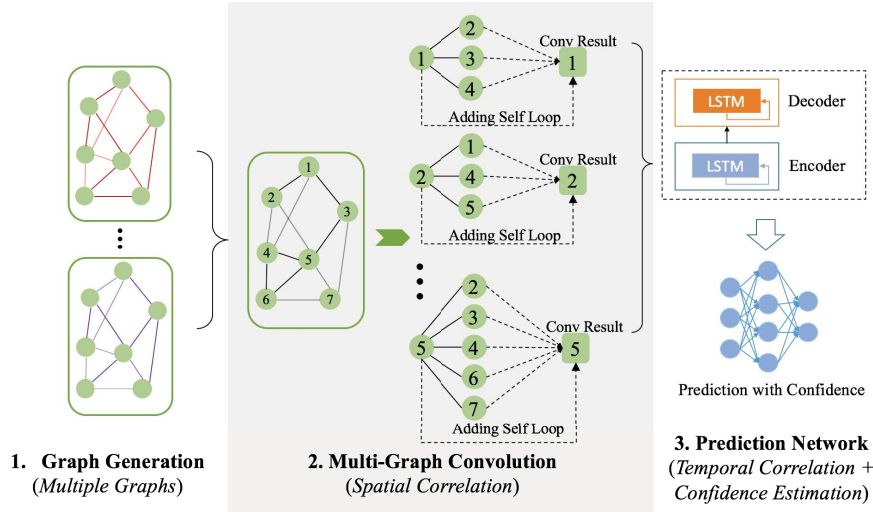 1
2
3
4
5
6
7
1
2
3
4
Conv Result
1
Adding Self Loop
2
1
4
5
Conv Result
2
Adding Self Loop
5
2
3
4
6
7
Conv Result
5
Adding Self Loop
LSTM
Decoder
LSTM
Encoder
Prediction with Confidence
1. Graph Generation
(Multiple Graphs)
2. Multi-Graph Convolution
(Spatial Correlation)
3. Prediction Network
(Temporal Correlation +
Confidence Estimation)